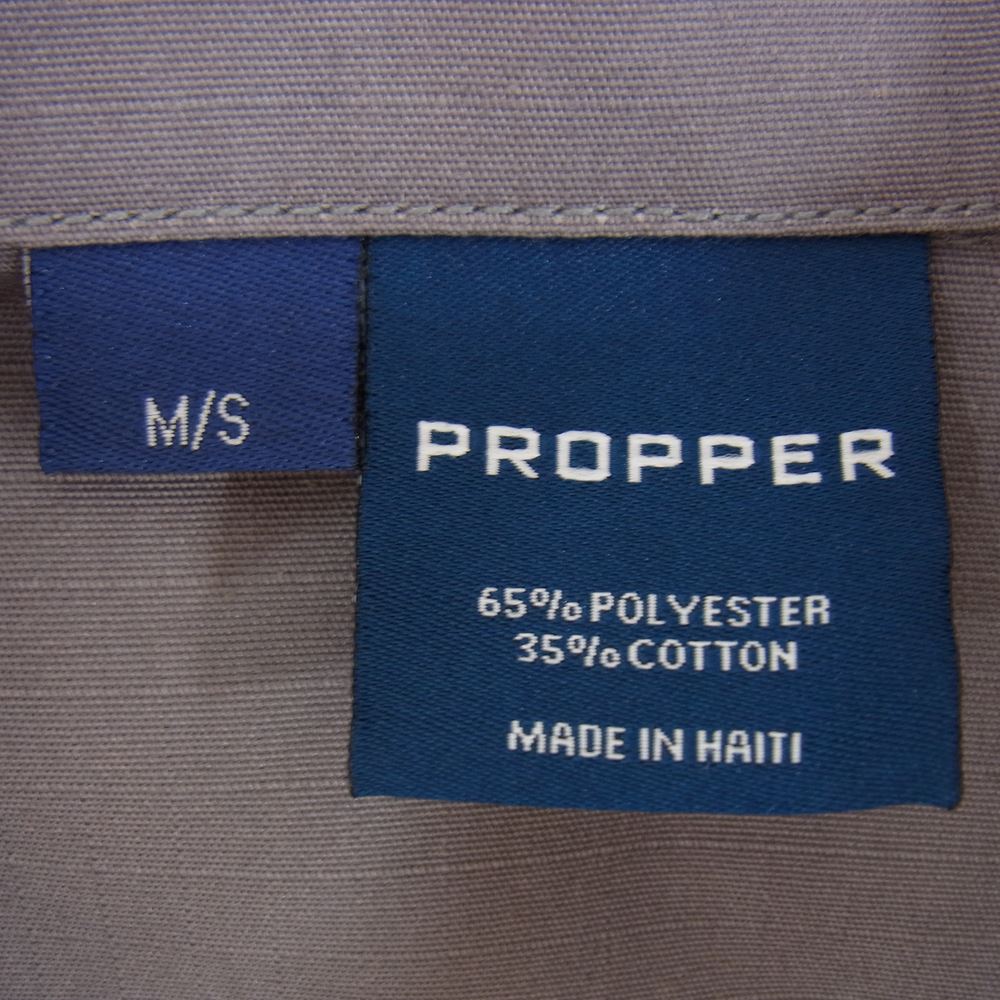 M/S
PROPPER
65% POLYESTER
35% COTTON
MADE IN HAITI